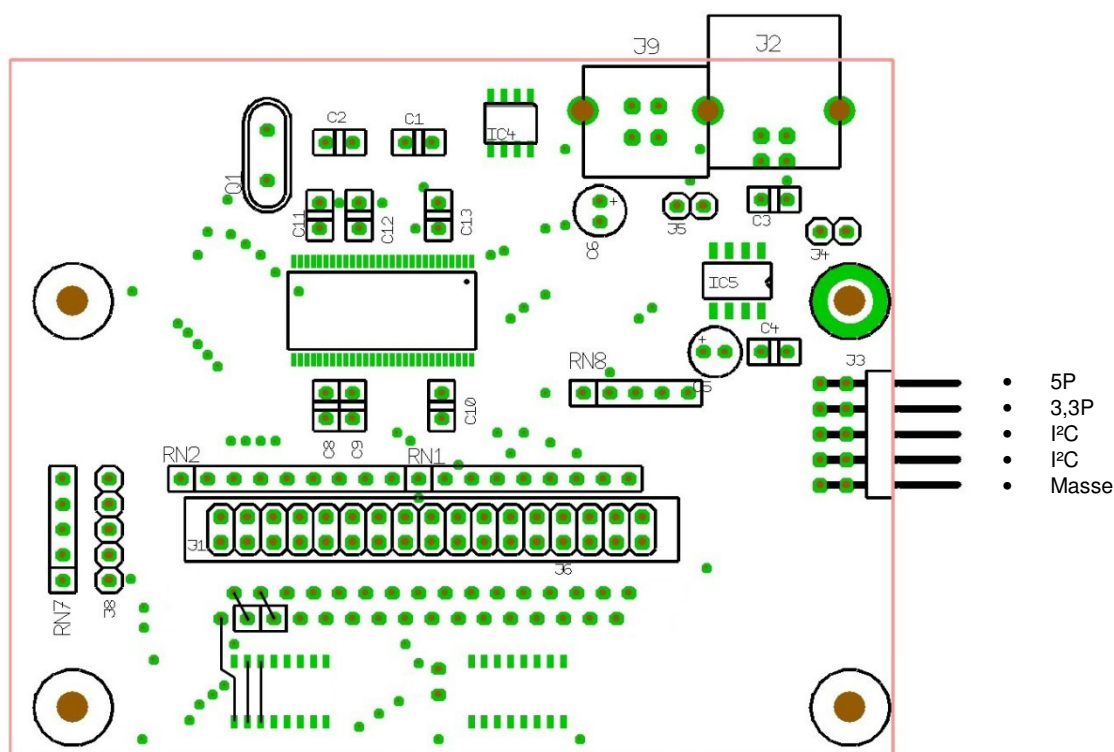 J9
J2
C2
C1
IC4
Q1
C11
C12
C13
C6
J5
C3
J4
IC5
C4
C5
RN8
J3
• 5P
• 3,3P
• I²C
• I²C
• Masse
C8
C9
C10
RN2
RN1
J1
J6
RN7
J8